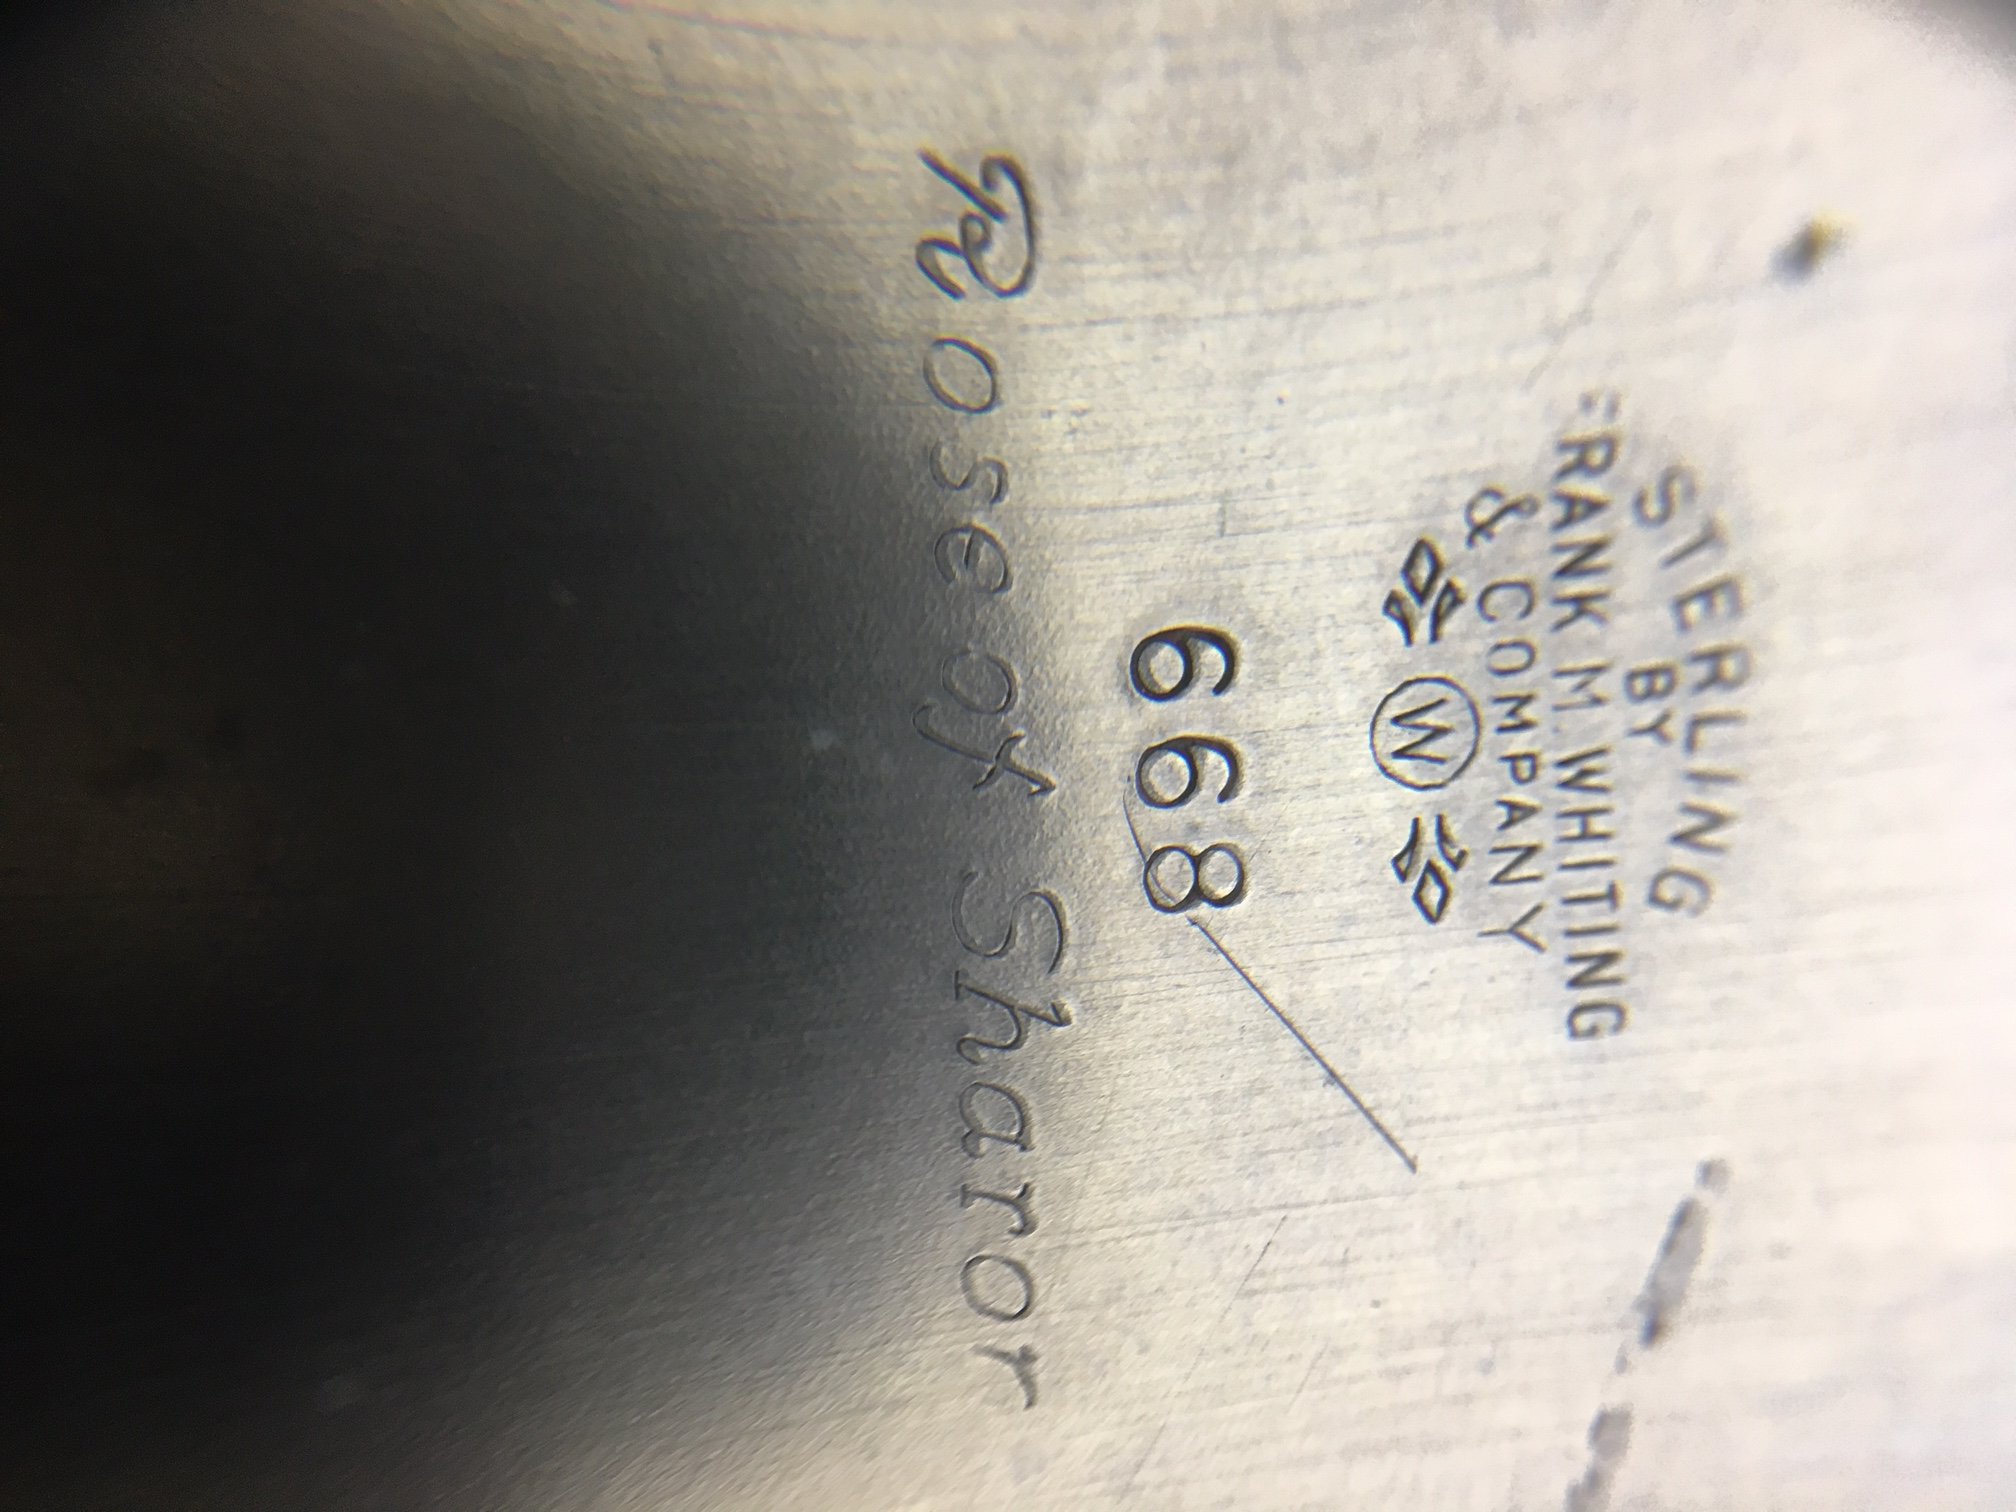 STERLING
BY
FRANK M. WHITING
& COMPANY
W
668
Rose of Sharon